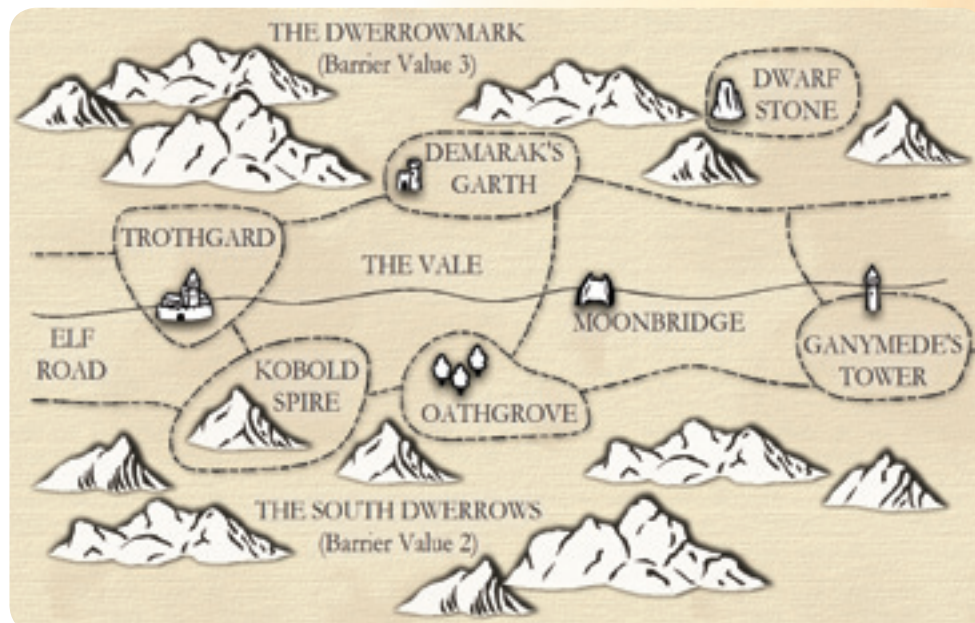 THE DWERROWMARK
(Barrier Value 3)
DWARF
STONE
DEMARAK'S
GARTH
TROTHGARD
THE VALE
MOONBRIDGE
ELF
ROAD
KOBOLD
SPIRE
OATHGROVE
GANYMEDE'S
TOWER
THE SOUTH DWERROWS
(Barrier Value 2)